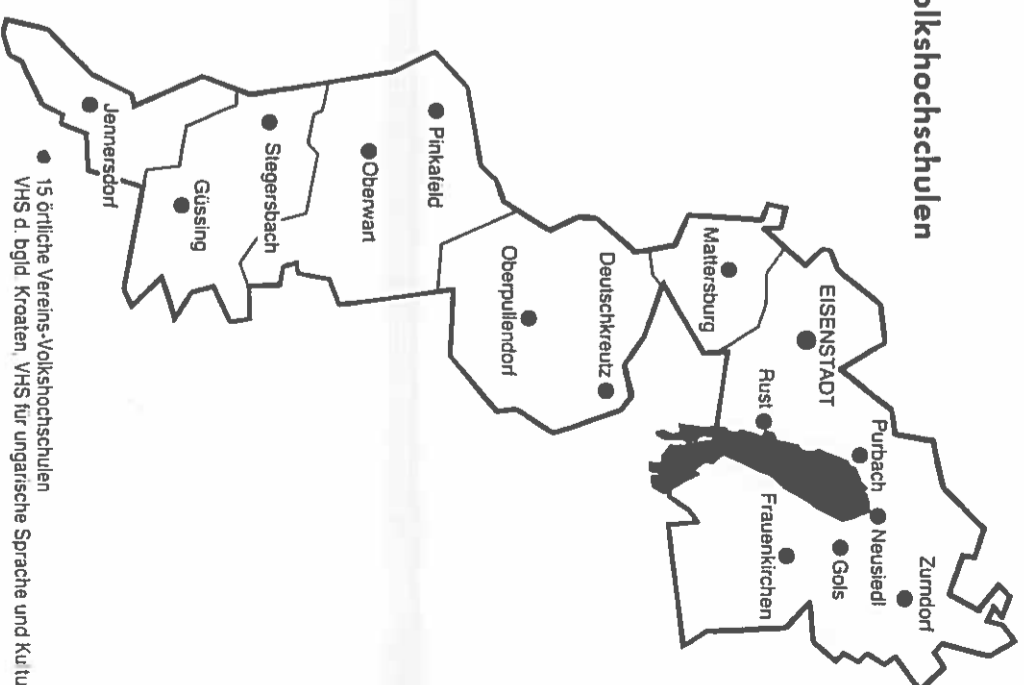 olkshochschulen
Zurndorf
Purbach
Neusiedl
Gols
EISENSTADT
Rust
Frauenkirchen
Mattersburg
Deutschkreutz
Oberpullendorf
Pinkafeld
Oberwart
Stegersbach
Güssing
Jennersdorf
15 örtliche Vereins-Volkshochschulen
VHS d. bgld. Kroaten, VHS für ungarische Sprache und Kultu